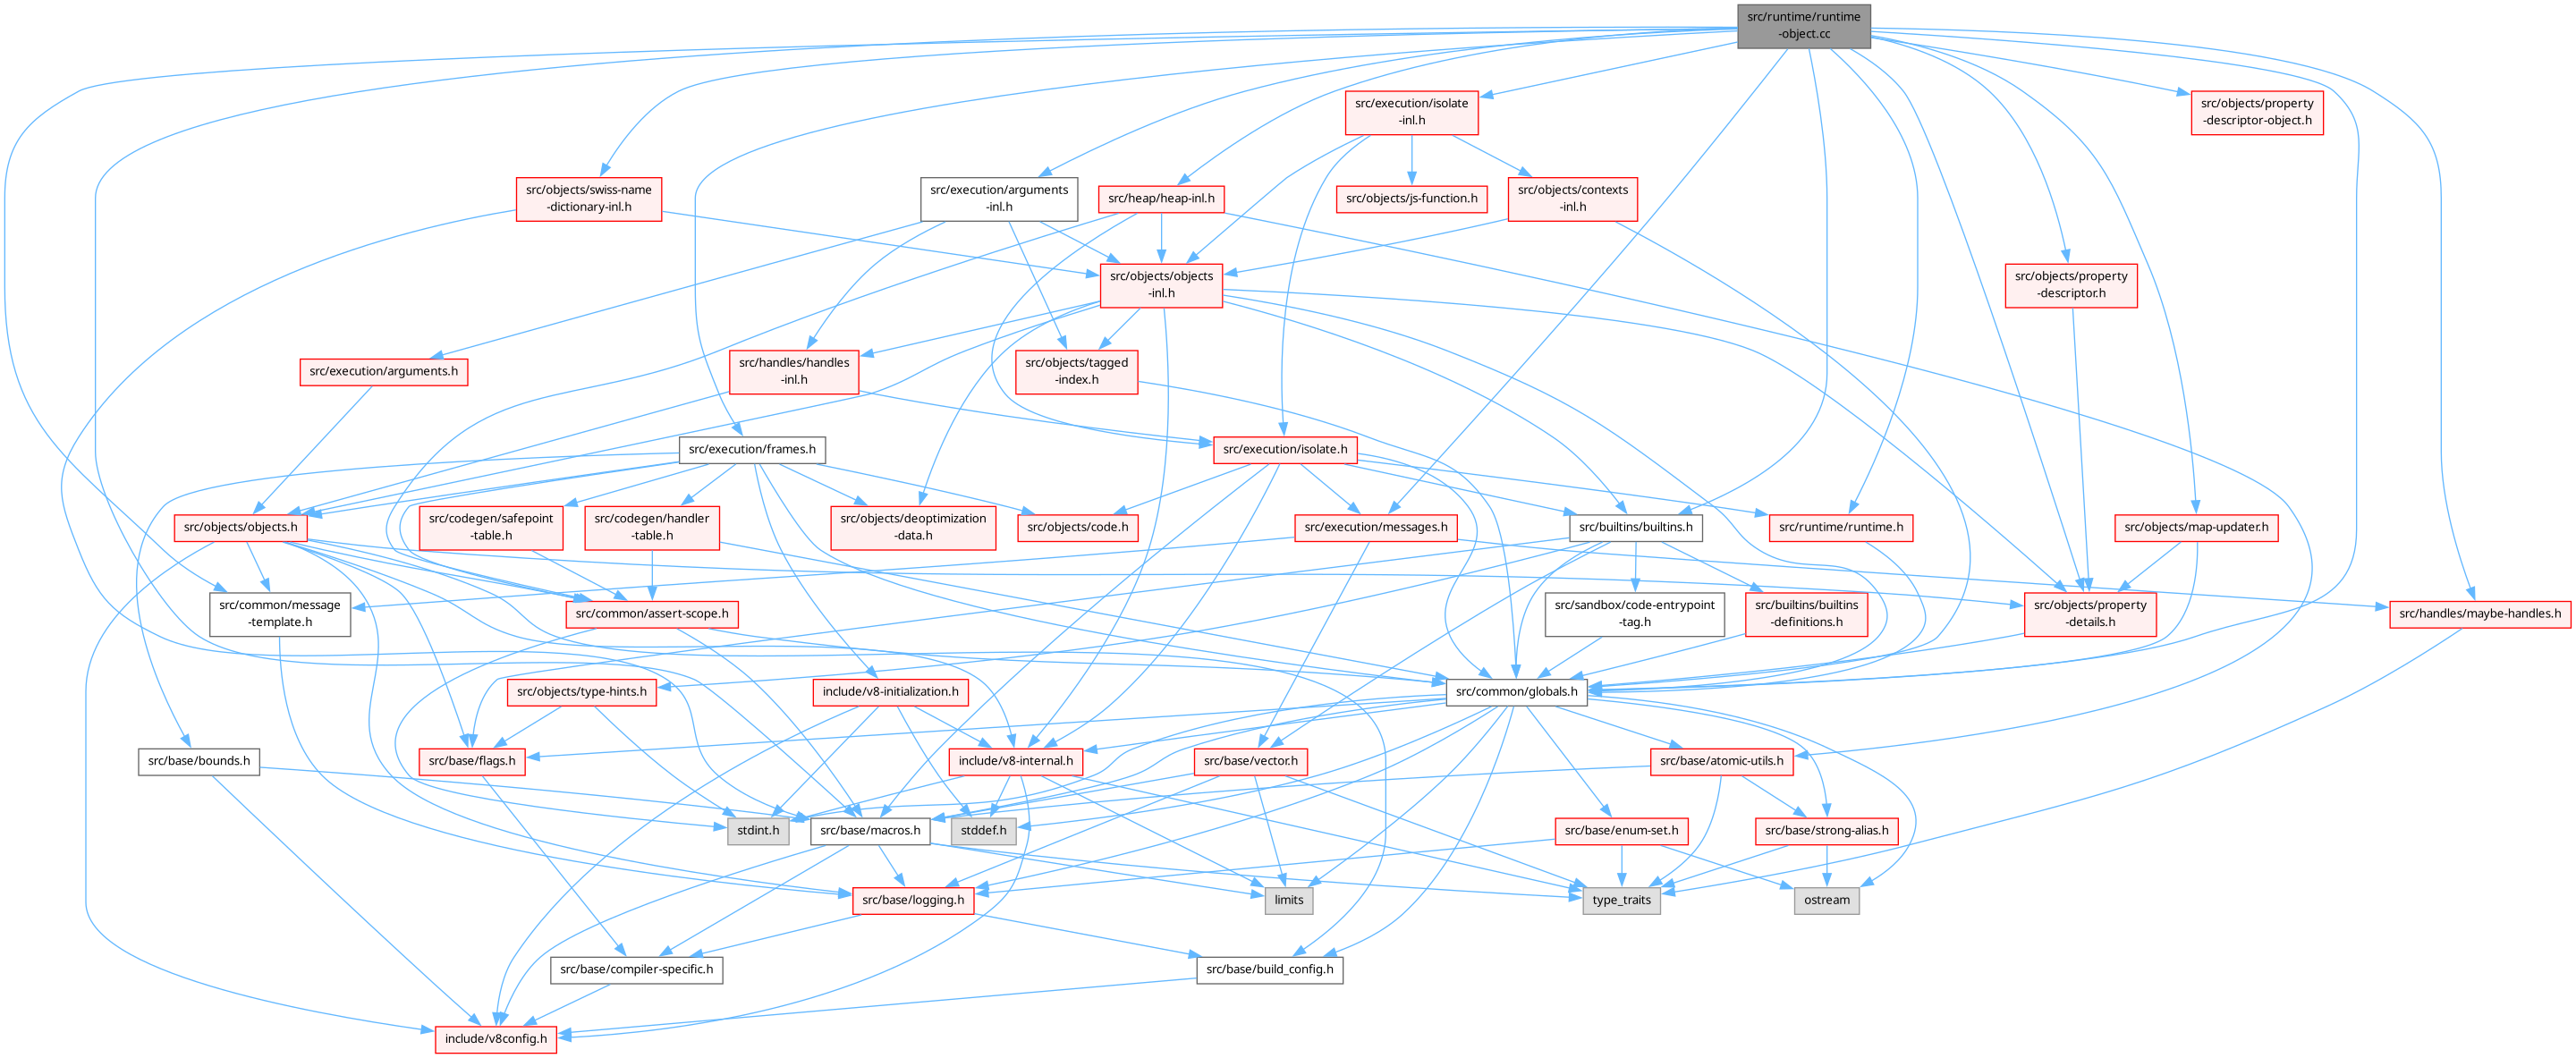 src/runtime/runtime
-object.cc
src/execution/isolate
-inl.h
src/objects/property
-descriptor-object.h
src/objects/swiss-name
-dictionary-inl.h
src/execution/arguments
-inl.h
src/heap/heap-inl.h
src/objects/js-function.h
src/objects/contexts
-inl.h
src/objects/objects
-inl.h
src/objects/property
-descriptor.h
src/execution/arguments.h
src/handles/handles
-inl.h
src/objects/tagged
-index.h
src/execution/frames.h
src/execution/isolate.h
src/objects/objects.h
src/codegen/safepoint
-table.h
src/codegen/handler
-table.h
src/objects/deoptimization
-data.h
src/objects/code.h
src/execution/messages.h
src/builtins/builtins.h
src/runtime/runtime.h
src/objects/map-updater.h
src/common/message
-template.h
src/common/assert-scope.h
src/sandbox/code-entrypoint
-tag.h
src/builtins/builtins
-definitions.h
src/objects/property
-details.h
src/handles/maybe-handles.h
src/objects/type-hints.h
include/v8-initialization.h
src/common/globals.h
src/base/bounds.h
src/base/flags.h
include/v8-internal.h
src/base/vector.h
src/base/atomic-utils.h
stdint.h
src/base/macros.h
stddef.h
src/base/enum-set.h
src/base/strong-alias.h
src/base/logging.h
limits
type_traits
ostream
src/base/compiler-specific.h
src/base/build_config.h
include/v8config.h